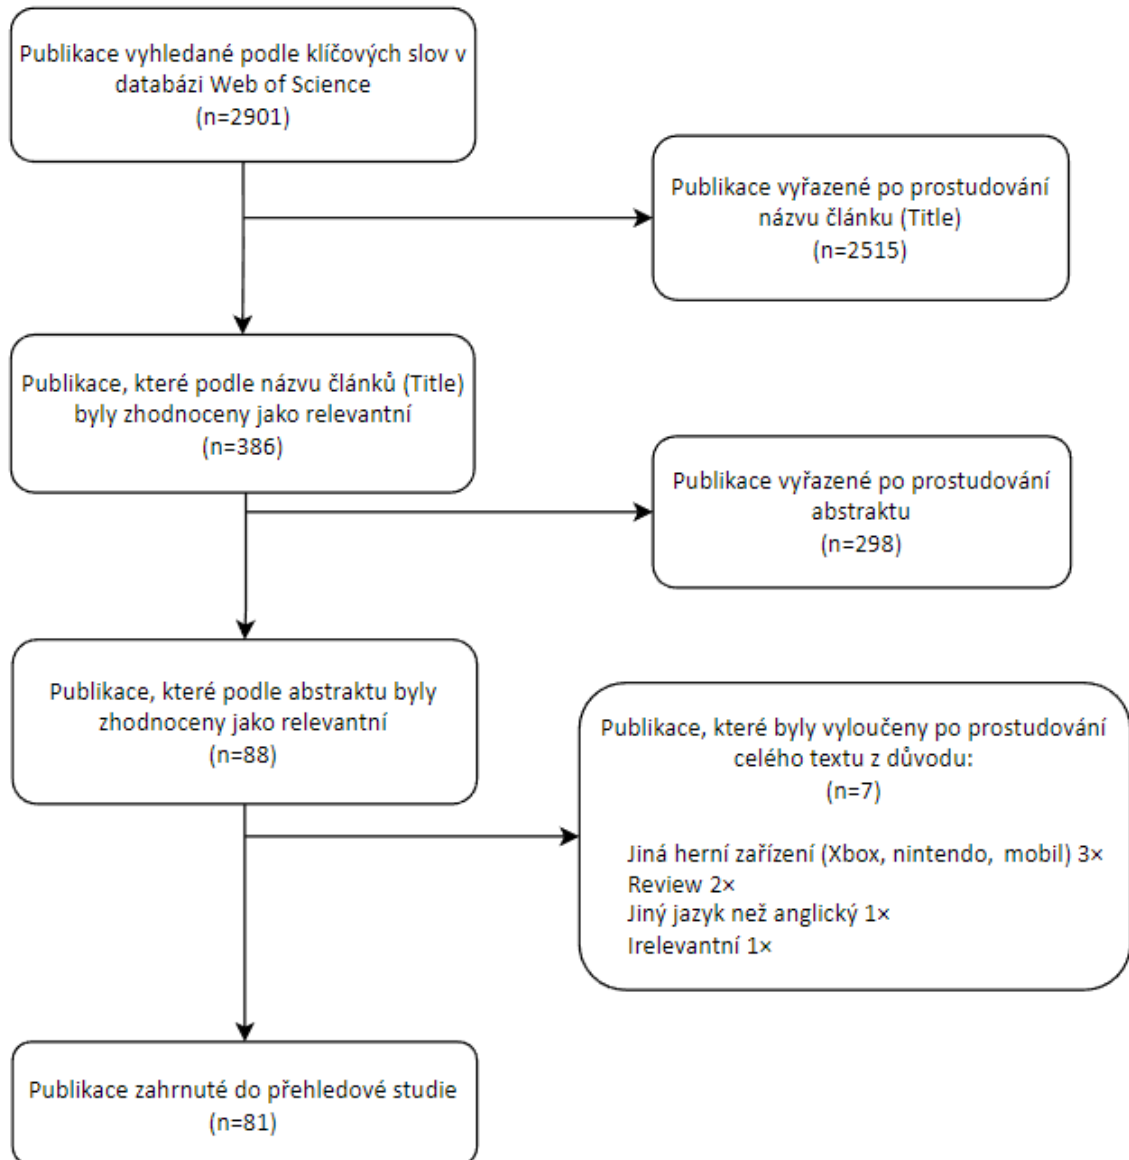 Publikace vyhledané podle klíčových slov v
databázi Web of Science
(n=2901)
Publikace vyřazené po prostudování
názvu článku (Title)
(n=2515)
Publikace, které podle názvu článků (Title)
byly zhodnoceny jako relevantní
(n=386)
Publikace vyřazené po prostudování
abstraktu
(n=298)
Publikace, které podle abstraktu byly
zhodnoceny jako relevantní
(n=88)
Publikace, které byly vyloučeny po prostudování
celého textu z důvodu:
(n=7)
Jiná herní zařízení (Xbox, nintendo, mobil) 3×
Review 2×
Jiný jazyk než anglický 1×
Irelevantní 1×
Publikace zahrnuté do přehledové studie
(n=81)